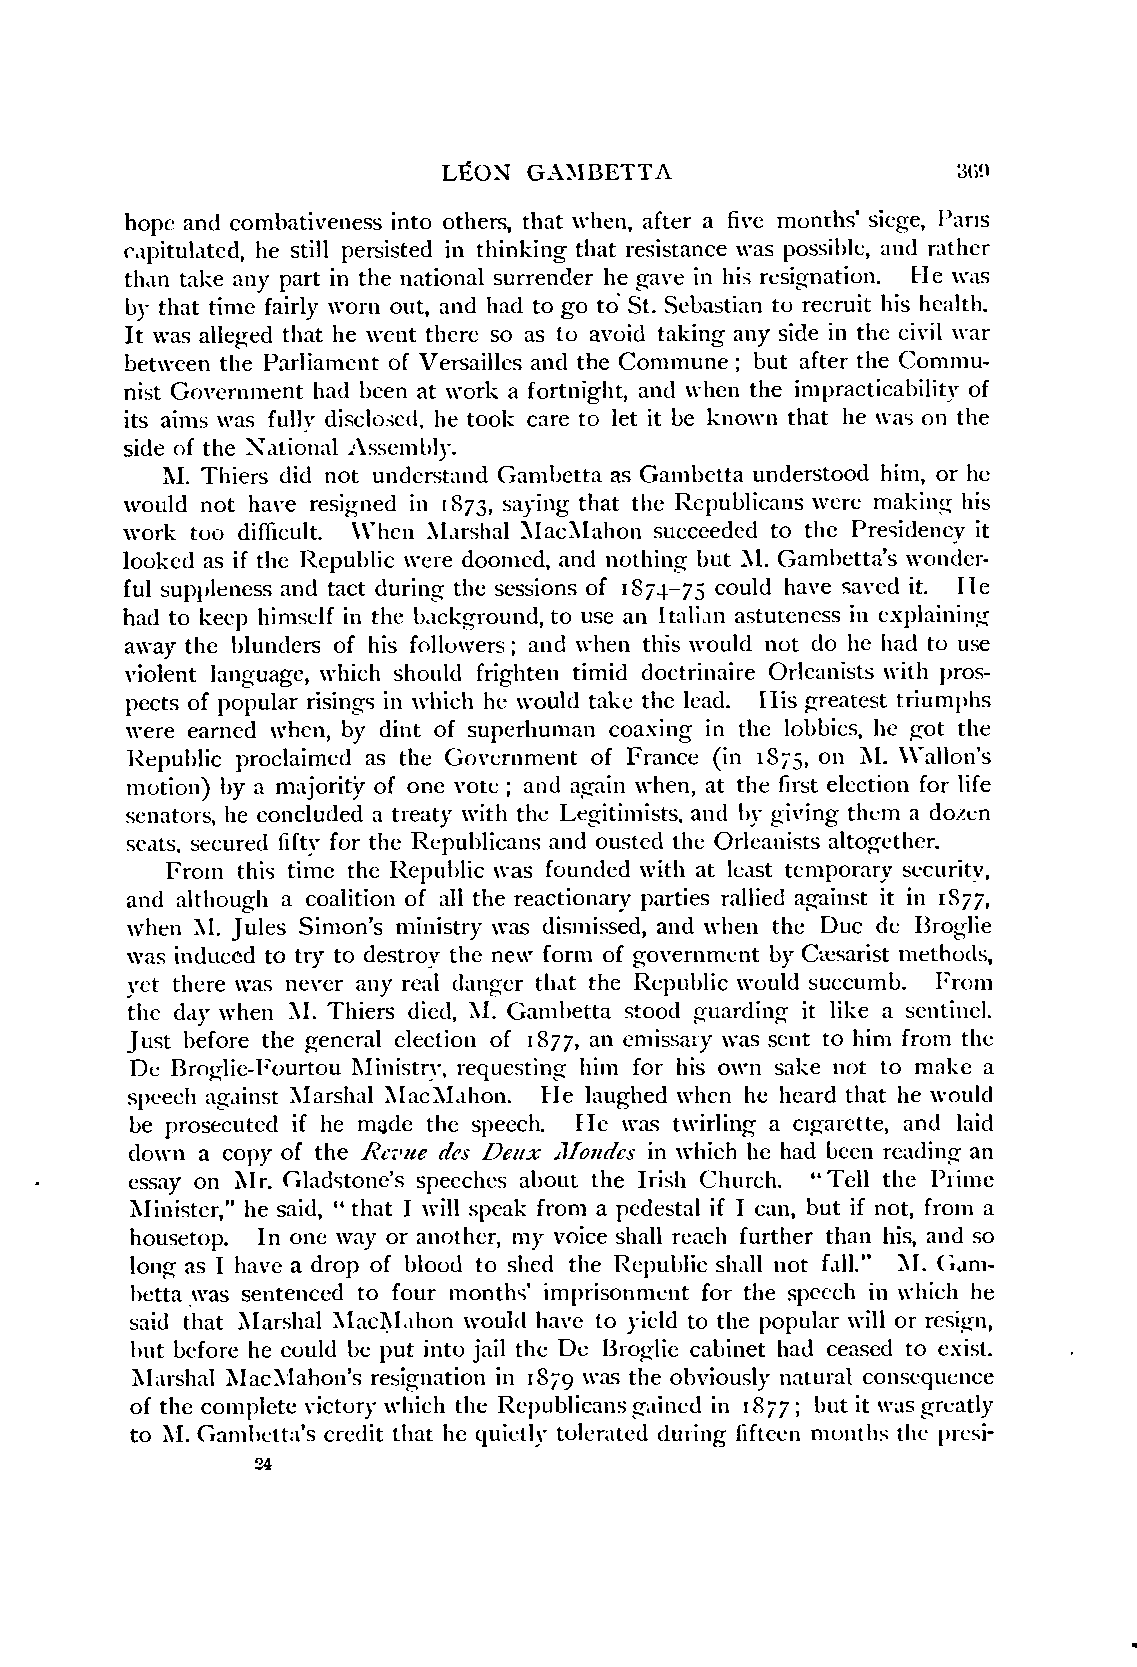 LÉON GAMBETTA 369
hope and combativeness into others, that when, after a five months' siege, Paris
capitulated, he still persisted in thinking that resistance was possible, and rather
than take any part in the national surrender he gave in his resignation. He was
by that time fairly worn out, and had to go to St. Sebastian to recruit his health.
It was alleged that he went there so as to avoid taking any side in the civil war
between the Parliament of Versailles and the Commune; but after the Commu-
nist Government had been at work a fortnight, and when the impracticability of
its aims was fully disclosed, he took care to let it be known that he was on the
side of the National Assembly.
M. Thiers did not understand Gambetta as Gambetta understood him, or he
would not have resigned in 1873, saying that the Republicans were making his
work too difficult. When Marshal MacMahon succeeded to the Presidency it
looked as if the Republic were doomed, and nothing but M. Gambetta's wonder-
ful suppleness and tact during the sessions of 1874-75 could have saved it. He
had to keep himself in the background, to use an Italian astuteness in explaining
away the blunders of his followers; and when this would not do he had to use
violent language, which should frighten timid doctrinaire Orleanists with pros-
pects of popular risings in which he would take the lead. His greatest triumphs
were earned when, by dint of superhuman coaxing in the lobbies, he got the
Republic proclaimed as the Government of France (in 1875, on M. Wallon's
motion) by a majority of one vote; and again when, at the first election for life
senators, he concluded a treaty with the Legitimists, and by giving them a dozen
seats, secured fifty for the Republicans and ousted the Orleanists altogether.
From this time the Republic was founded with at least temporary security,
and although a coalition of all the reactionary parties rallied against it in 1877,
when M. Jules Simon's ministry was dismissed, and when the Duc de Broglie
was induced to try to destroy the new form of government by Cæsarist methods,
yet there was never any real danger that the Republic would succumb. From
the day when M. Thiers died, M. Gambetta stood guarding it like a sentinel.
Just before the general election of 1877, an emissary was sent to him from the
De Broglie-Fourtou Ministry, requesting him for his own sake not to make a
speech against Marshal MacMahon. He laughed when he heard that he would
be prosecuted if he made the speech. He was twirling a cigarette, and laid
down a copy of the Revue des Deux Mondes in which he had been reading an
essay on Mr. Gladstone's speeches about the Irish Church. "Tell the Prime
Minister," he said, "that I will speak from a pedestal if I can, but if not, from a
housetop. In one way or another, my voice shall reach further than his, and so
long as I have a drop of blood to shed the Republic shall not fall." M. Gam-
betta was sentenced to four months' imprisonment for the speech in which he
said that Marshal MacMahon would have to yield to the popular will or resign,
but before he could be put into jail the De Broglie cabinet had ceased to exist.
Marshal MacMahon's resignation in 1879 was the obviously natural consequence
of the complete victory which the Republicans gained in 1877; but it was greatly
to M. Gambetta's credit that he quietly tolerated during fifteen months the presi-
24